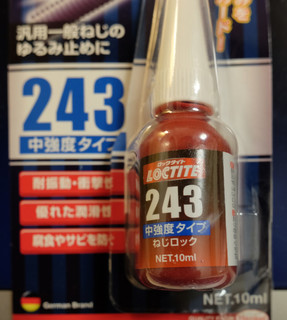 汎用一般ねじの
ゆるみ止めに
243
中強度タイプ
耐振動・衝撃性
優れた潤滑性
腐食やサビを防
German Brand
ロックタイト
LOCTITE
243
中強度タイプ
ねじロック
NET.10ml
NET.10ml